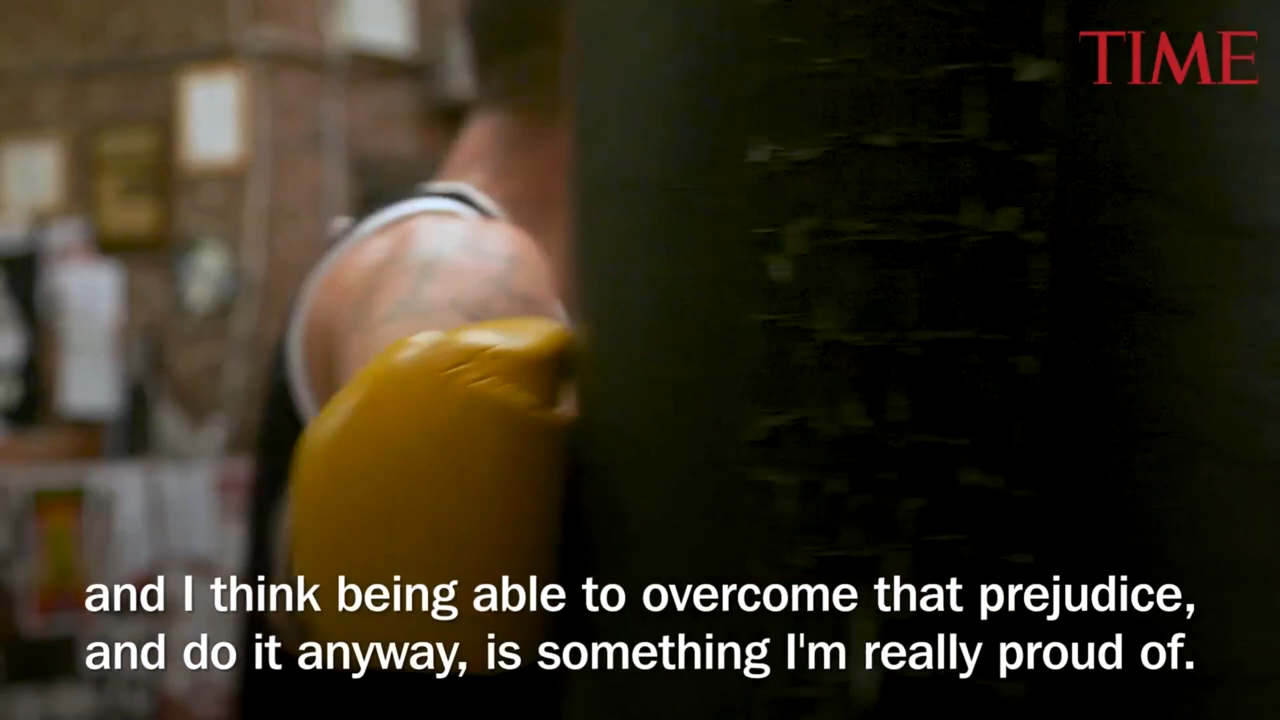 TIME
and I think being able to overcome that prejudice,
and do it anyway, is something I'm really proud of.